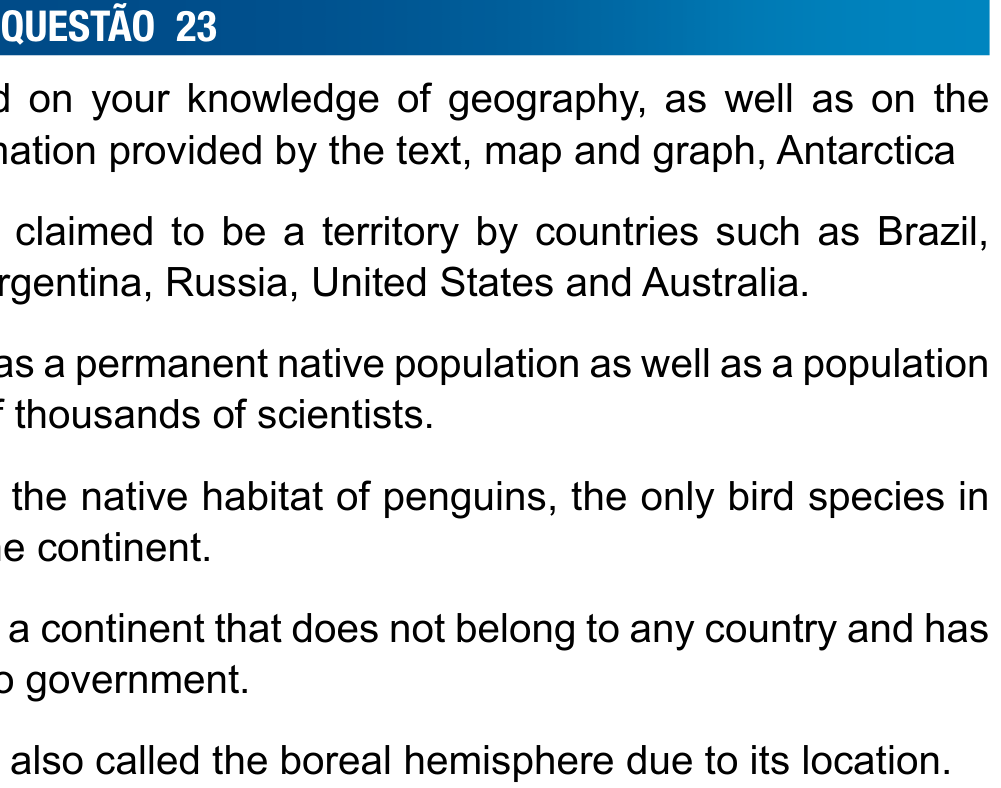 QUESTÃO 23
on your knowledge of geography, as well as on the
provided by the text, map and graph, Antarctica
claimed to be a territory by countries such as Brazil,
Russia, United States and Australia.
a permanent native population as well as a population
thousands of scientists.
the native habitat of penguins, the only bird species in
continent.
a continent that does not belong to any country and has
government.
also called the boreal hemisphere due to its location.